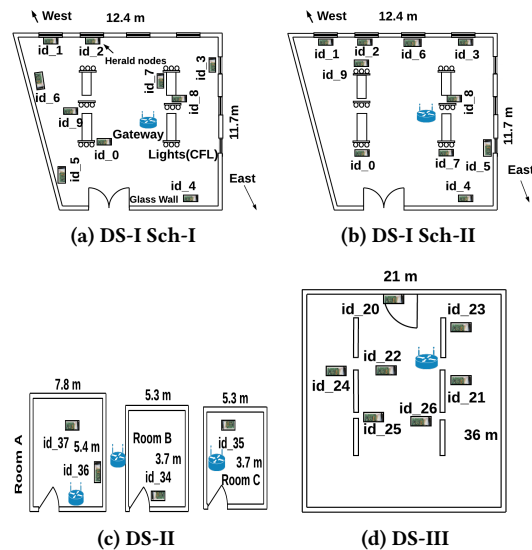 West
12.4 m
id_1
id_2
Herald nodes
id_3
id_7
id_6
id_8
id_9
Gateway
id_0
Lights(CFL)
11.7m
id_5
East
id_4
Glass Wall
(a) DS-I Sch-I
West
12.4 m
id_1
id_2
id_6
id_3
id_9
id_8
11.7m
id_0
id_7
id_5
East
id_4
(b) DS-I Sch-II
7.8 m
5.3 m
5.3 m
Room A
id_37
5.4 m
id_36
Room B
3.7 m
id_34
id_35
3.7 m
Room C
(c) DS-II
21 m
id_20
id_23
id_22
id_24
id_21
id_26
id_25
36 m
(d) DS-III